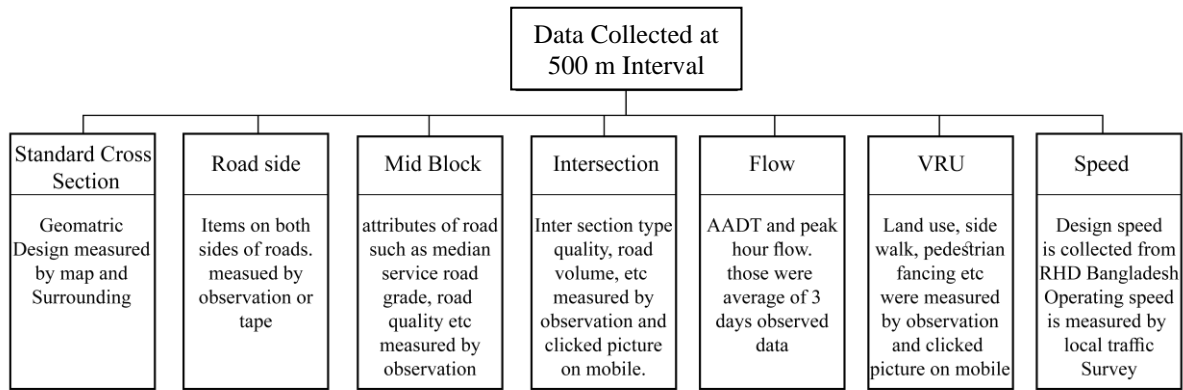 Data Collected at
500 m Interval
Standard Cross
Section
Geomatric
Design measured
by map and
Surrounding
Road side
Items on both
sides of roads.
measued by
observation or
tape
Mid Block
attributes of road
such as median
service road
grade, road
quality etc
measured by
observation
Intersection
Inter section type
quality, road
volume, etc
measured by
observation and
clicked picture
on mobile.
Flow
AADT and peak
hour flow.
those were
average of 3
days observed
data
VRU
Land use, side
walk, pedestrian
fancing etc
were measured
by observation
and clicked
picture on mobile
Speed
Design speed
is collected from
RHD Bangladesh
Operating speed
is measured by
local traffic
Survey